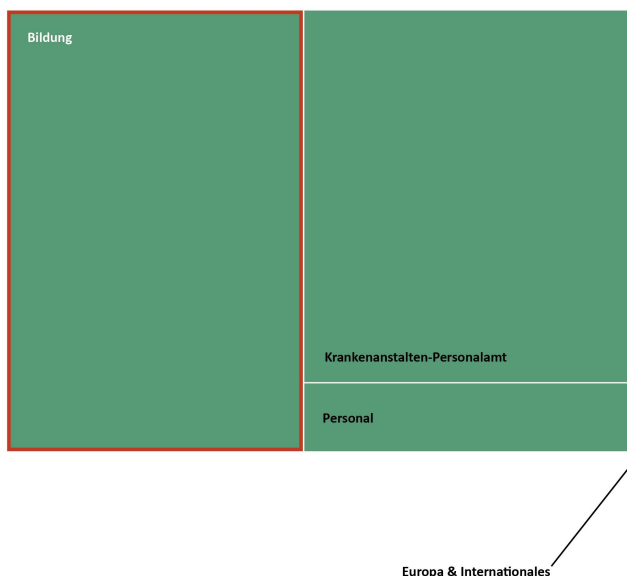 Bildung
Krankenanstalten-Personalamt
Personal
Europa & Internationales